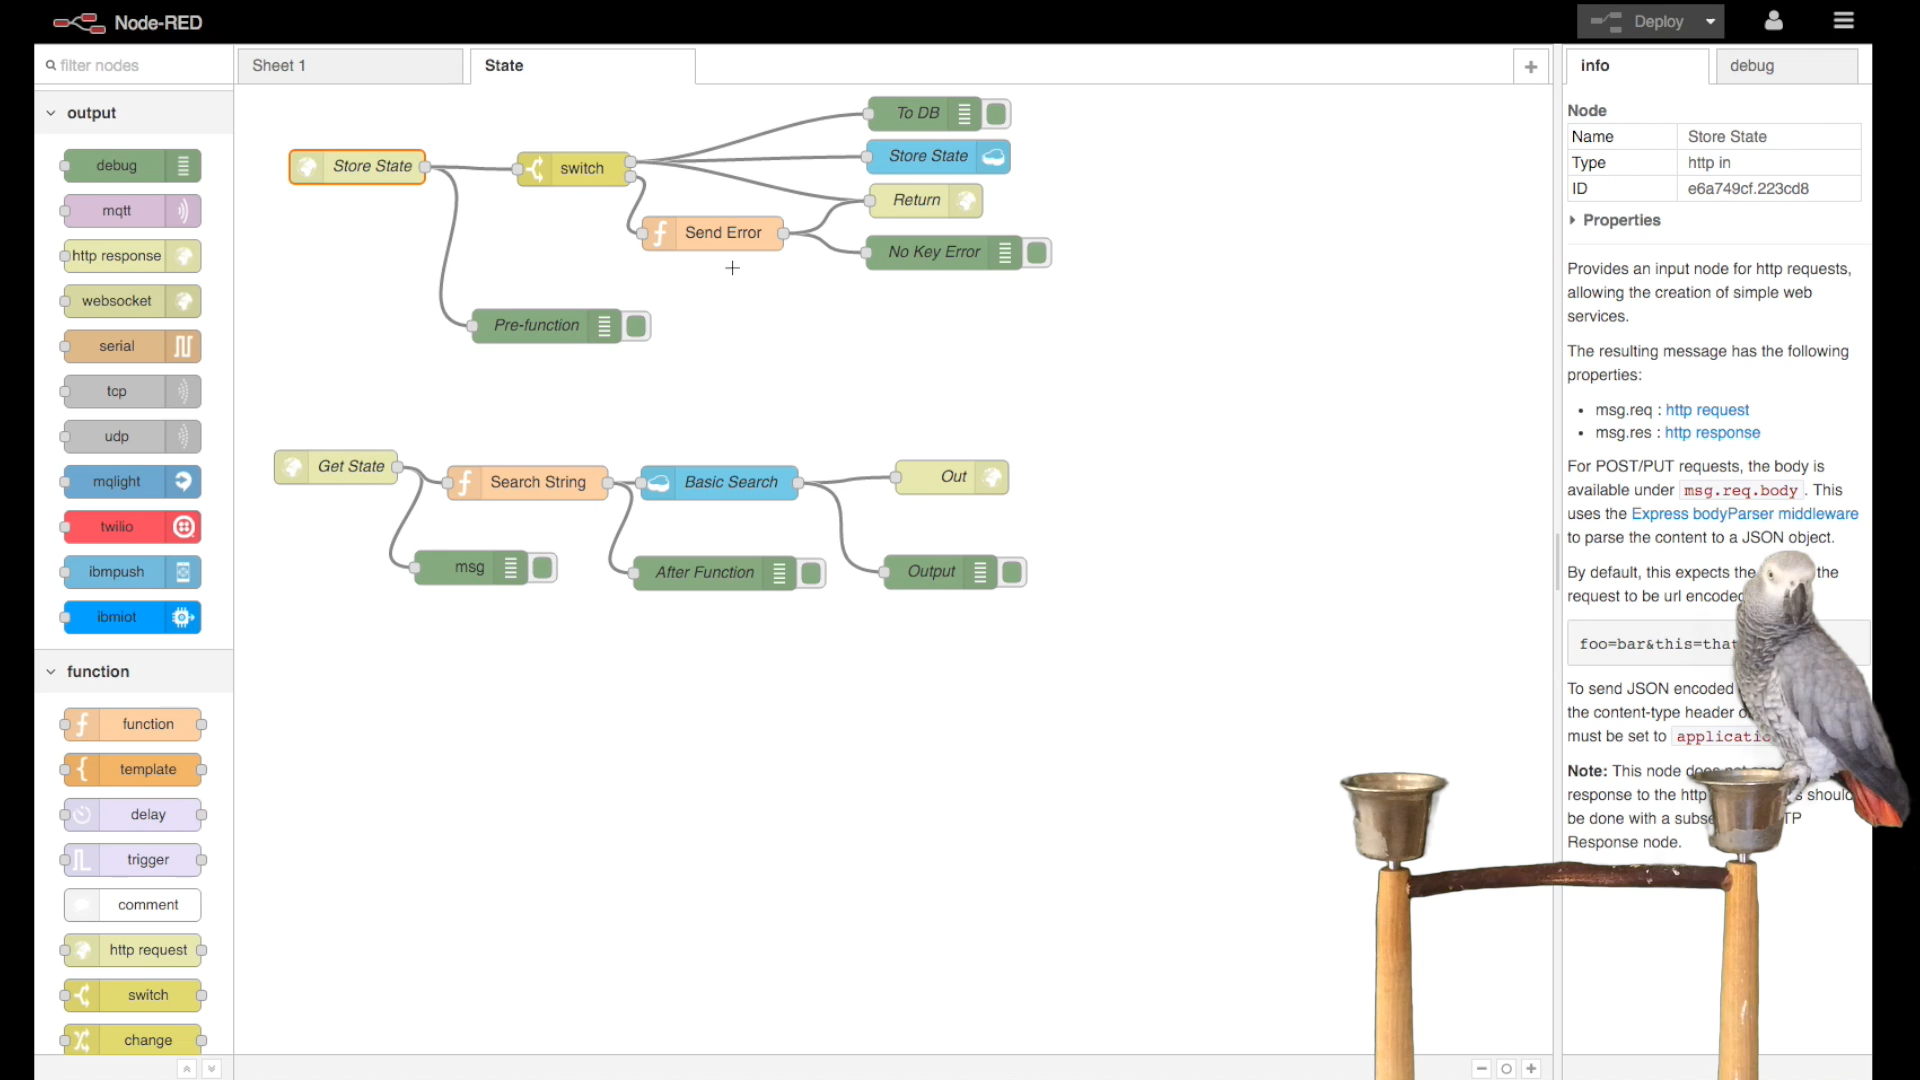 Node-RED
Deploy
filter nodes
Sheet 1
State
info
debug
output
debug
mqtt
http response
websocket
serial
tcp
udp
mqlight
twilio
ibmpush
ibmiot
function
function
template
delay
trigger
comment
http request
switch
change
Store State
switch
To DB
Store State
Return
Send Error
No Key Error
Pre-function
Get State
Search String
Basic Search
Out
msg
After Function
Output
Node
Name Store State
Type http in
ID e6a749cf.223cd8
Properties
Provides an input node for http requests,
allowing the creation of simple web
services.
The resulting message has the following
properties:
• msg.req : http request
• msg.res : http response
For POST/PUT requests, the body is
available under msg.req.body. This
uses the Express bodyParser middleware
to parse the content to a JSON object.
By default, this expects the the
request to be url encoded
foo=bar&this=that
To send JSON encoded
the content-type header
must be set to
Note: This node does
response to the http should
be done with a
Response node.